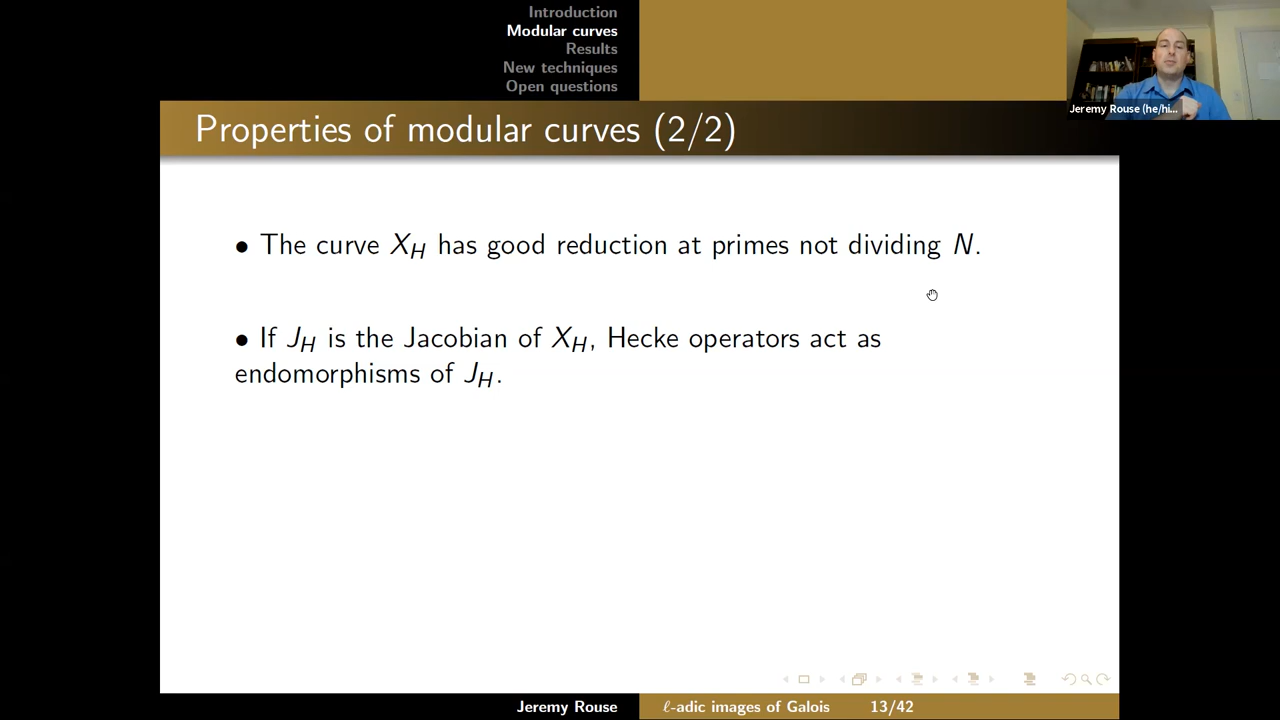 Introduction
Modular curves
Results
New techniques
Open questions
Jeremy Rouse (he/hi...
Properties of modular curves (2/2)
• The curve X_H has good reduction at primes not dividing N.
• If J_H is the Jacobian of X_H, Hecke operators act as
endomorphisms of J_H.
Jeremy Rouse
ℓ-adic images of Galois
13/42